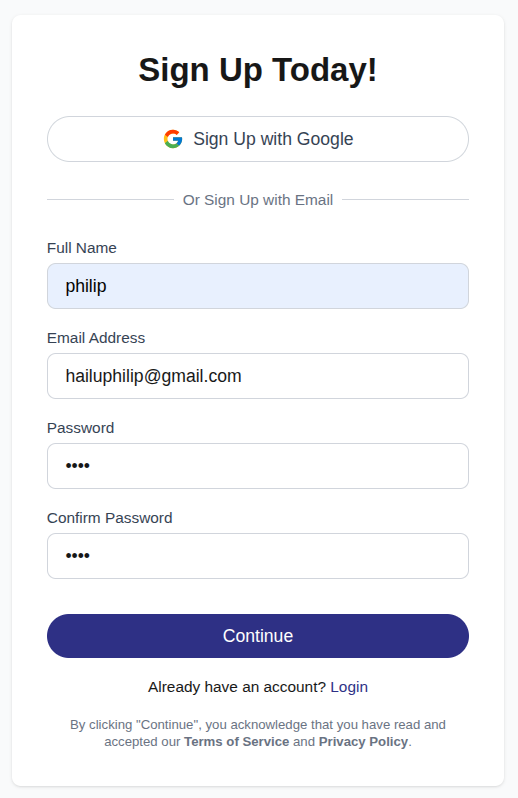 Sign Up Today!
Sign Up with Google
Or Sign Up with Email
Full Name
philip
Email Address
hailuphilip@gmail.com
Password
••••
Confirm Password
••••
Continue
Already have an account? Login
By clicking "Continue", you acknowledge that you have read and
accepted our Terms of Service and Privacy Policy.